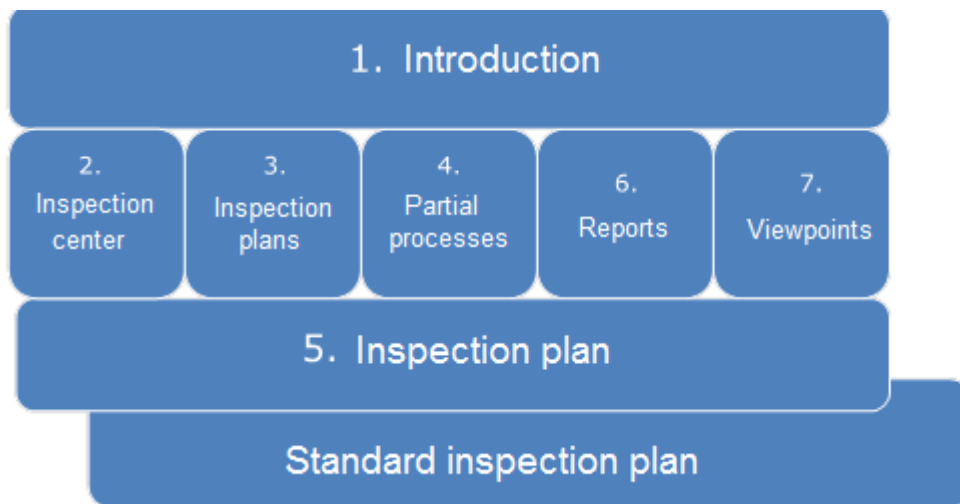 1. Introduction
2.
Inspection
center
3.
Inspection
plans
4.
Partial
processes
6.
Reports
7.
Viewpoints
5. Inspection plan
Standard inspection plan